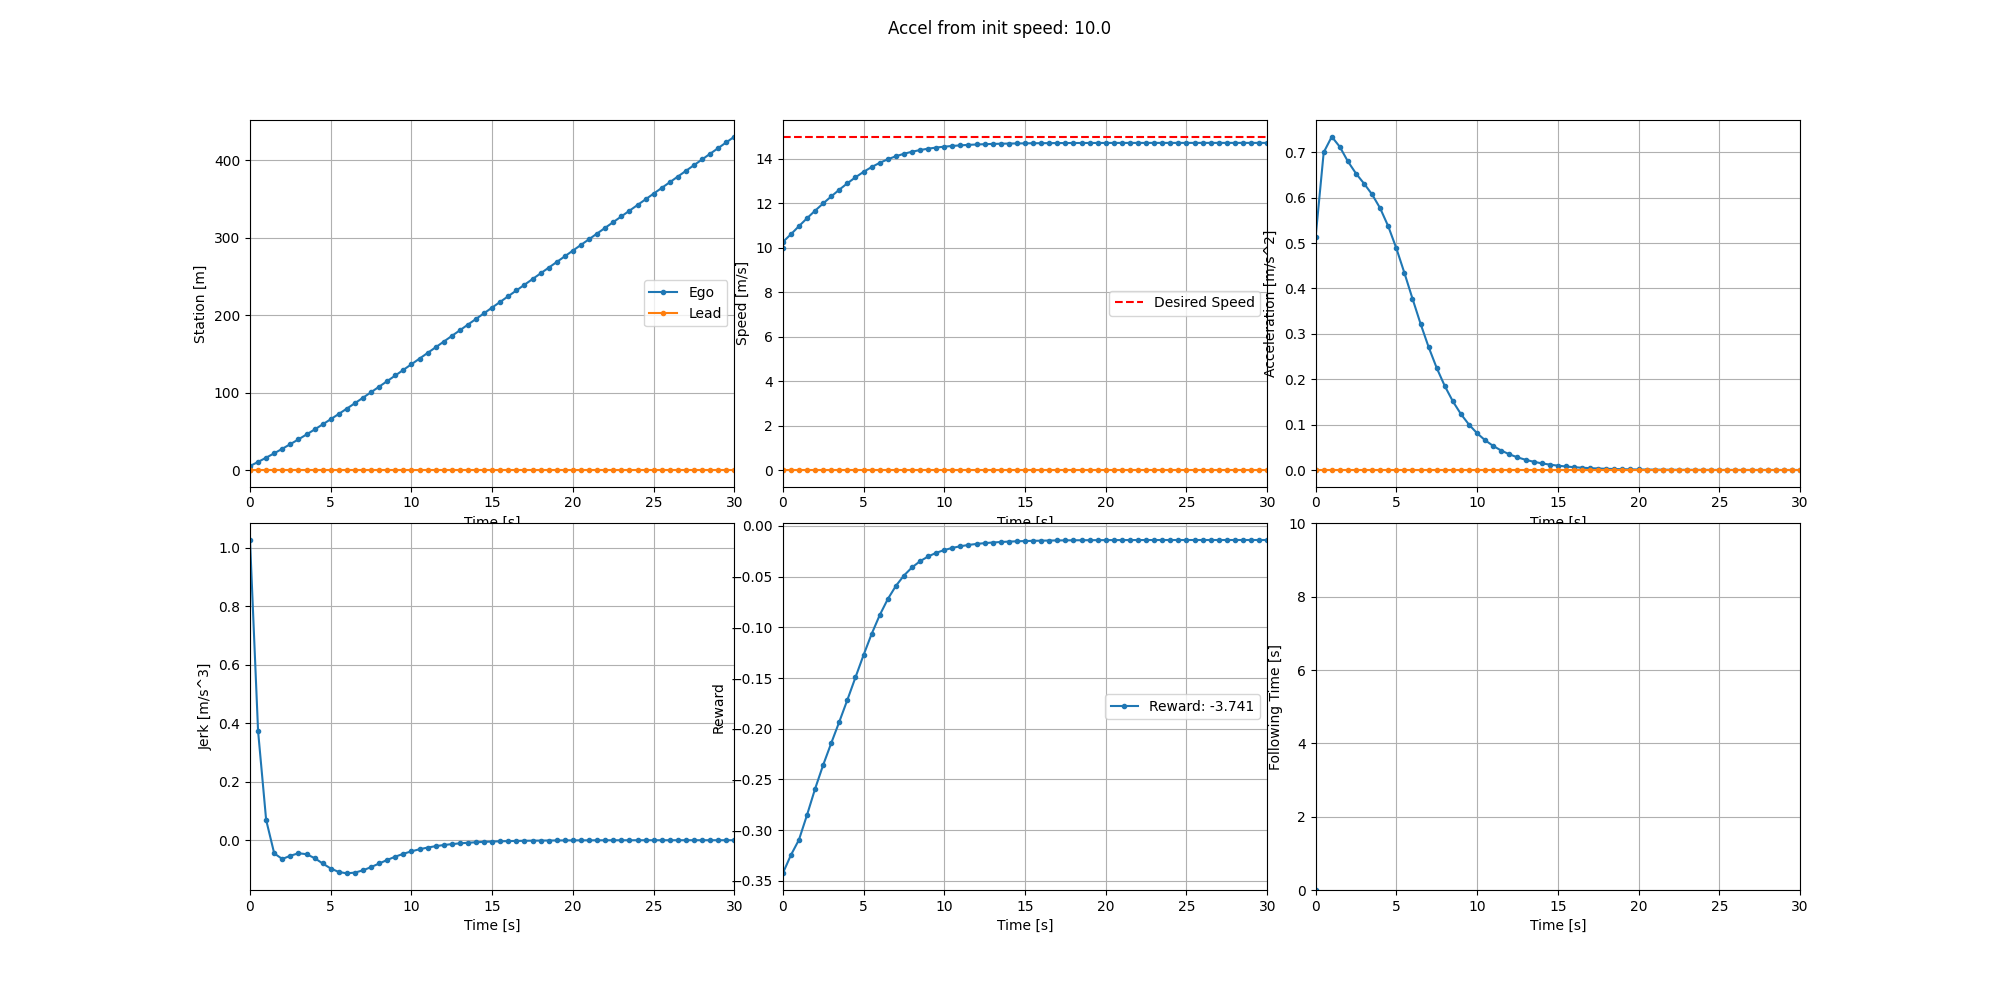 Accel from init speed: 10.0
Station [m]
400
300
200
100
0
0 5 10 15 20 25 30
Time [s]
Ego
Lead
Speed [m/s]
14
12
10
8
6
4
2
0
0 5 10 15 20 25 30
Time [s]
Desired Speed
Acceleration [m/s^2]
0.7
0.6
0.5
0.4
0.3
0.2
0.1
0.0
0 5 10 15 20 25 30
Time [s]
Jerk [m/s^3]
1.0
0.8
0.6
0.4
0.2
0.0
0 5 10 15 20 25 30
Time [s]
Reward
0.00
−0.05
−0.10
−0.15
−0.20
−0.25
−0.30
−0.35
0 5 10 15 20 25 30
Time [s]
Reward: -3.741
Following Time [s]
10
8
6
4
2
0
0 5 10 15 20 25 30
Time [s]